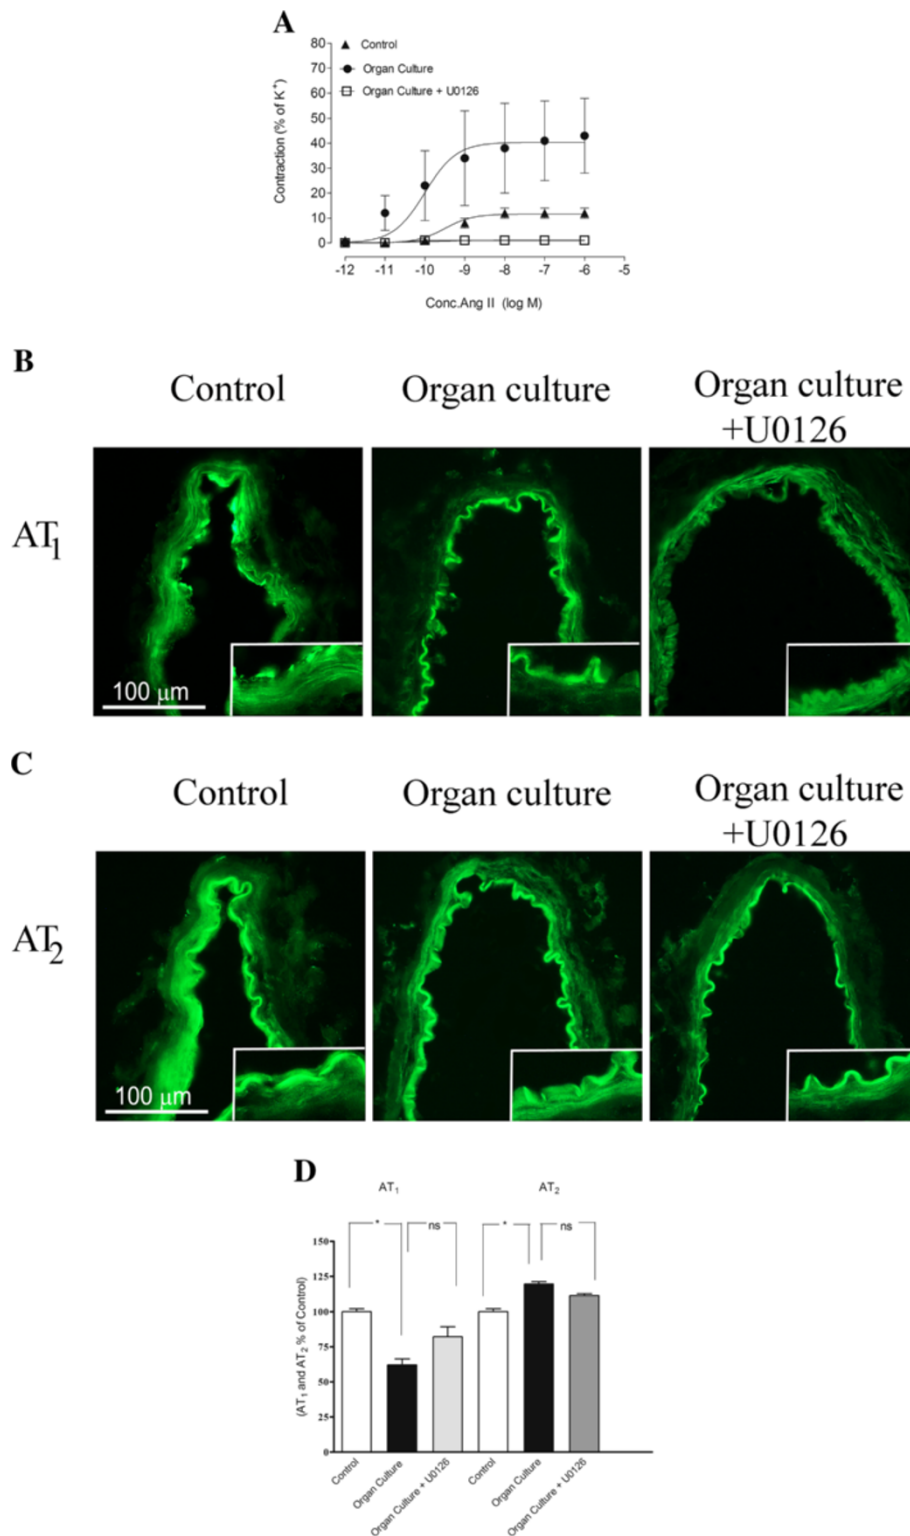 A
80
70
60
50
40
30
20
10
0
Contraction (% of K+)
Control
Organ Culture
Organ Culture + U0126
-12 -11 -10 -9 -8 -7 -6 -5
Conc.Ang II (log M)
B
Control
Organ culture
Organ culture
+U0126
AT1
100 μm
C
Control
Organ culture
Organ culture
+U0126
AT2
100 μm
D
AT1
AT2
* ns * ns
150
125
100
75
50
25
0
(AT1 and AT2 % of Control)
Control
Organ Culture
Organ Culture + U0126
Control
Organ Culture
Organ Culture + U0126